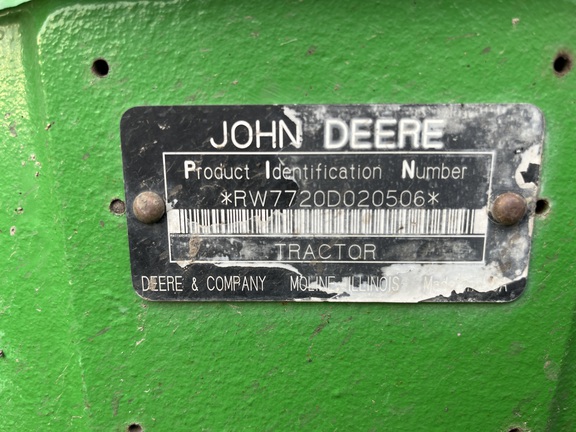 JOHN DEERE
Product Identification Number
*RW7720D020506*
TRACTOR
DEERE & COMPANY MOLINE ILLINOIS